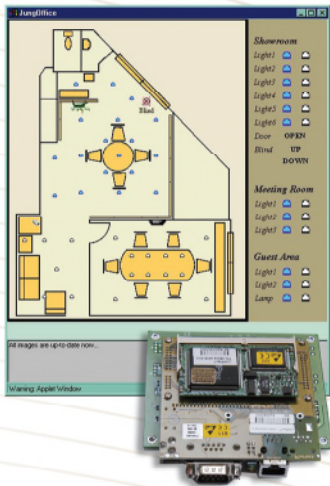 JungOffice
Showroom
Light1
Light2
Light3
Light4
Light5
Light6
Door OPEN
Blind UP
DOWN
Blind
Meeting Room
Light1
Light2
Light3
Guest Area
Light1
Light2
Lamp
All images are up-to-date now...
Warning: Applet Window